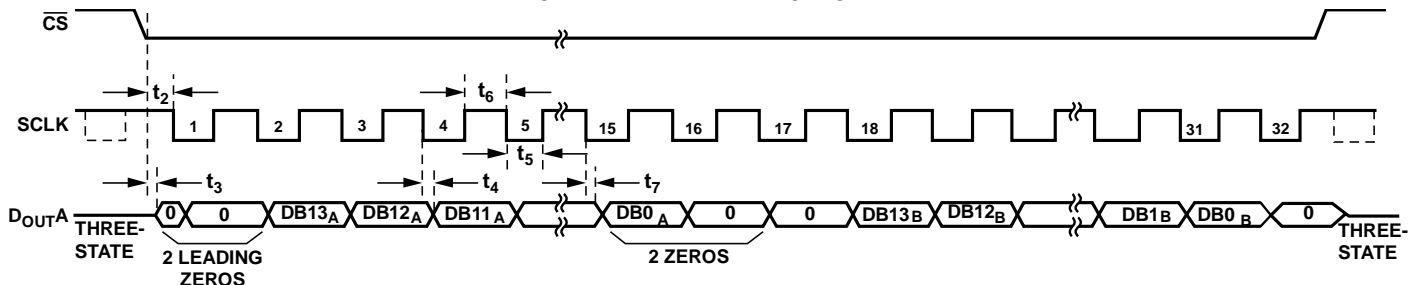 CS
t2
t6
SCLK
1 2 3 4 5 15 16 17 18 31 32
t5
t3 t4 t7
DOUTA
0 0 DB13A DB12A DB11A DB0A 0 0 DB13B DB12B DB1B DB0B 0
THREE-
STATE
2 LEADING
ZEROS
2 ZEROS
THREE-
STATE